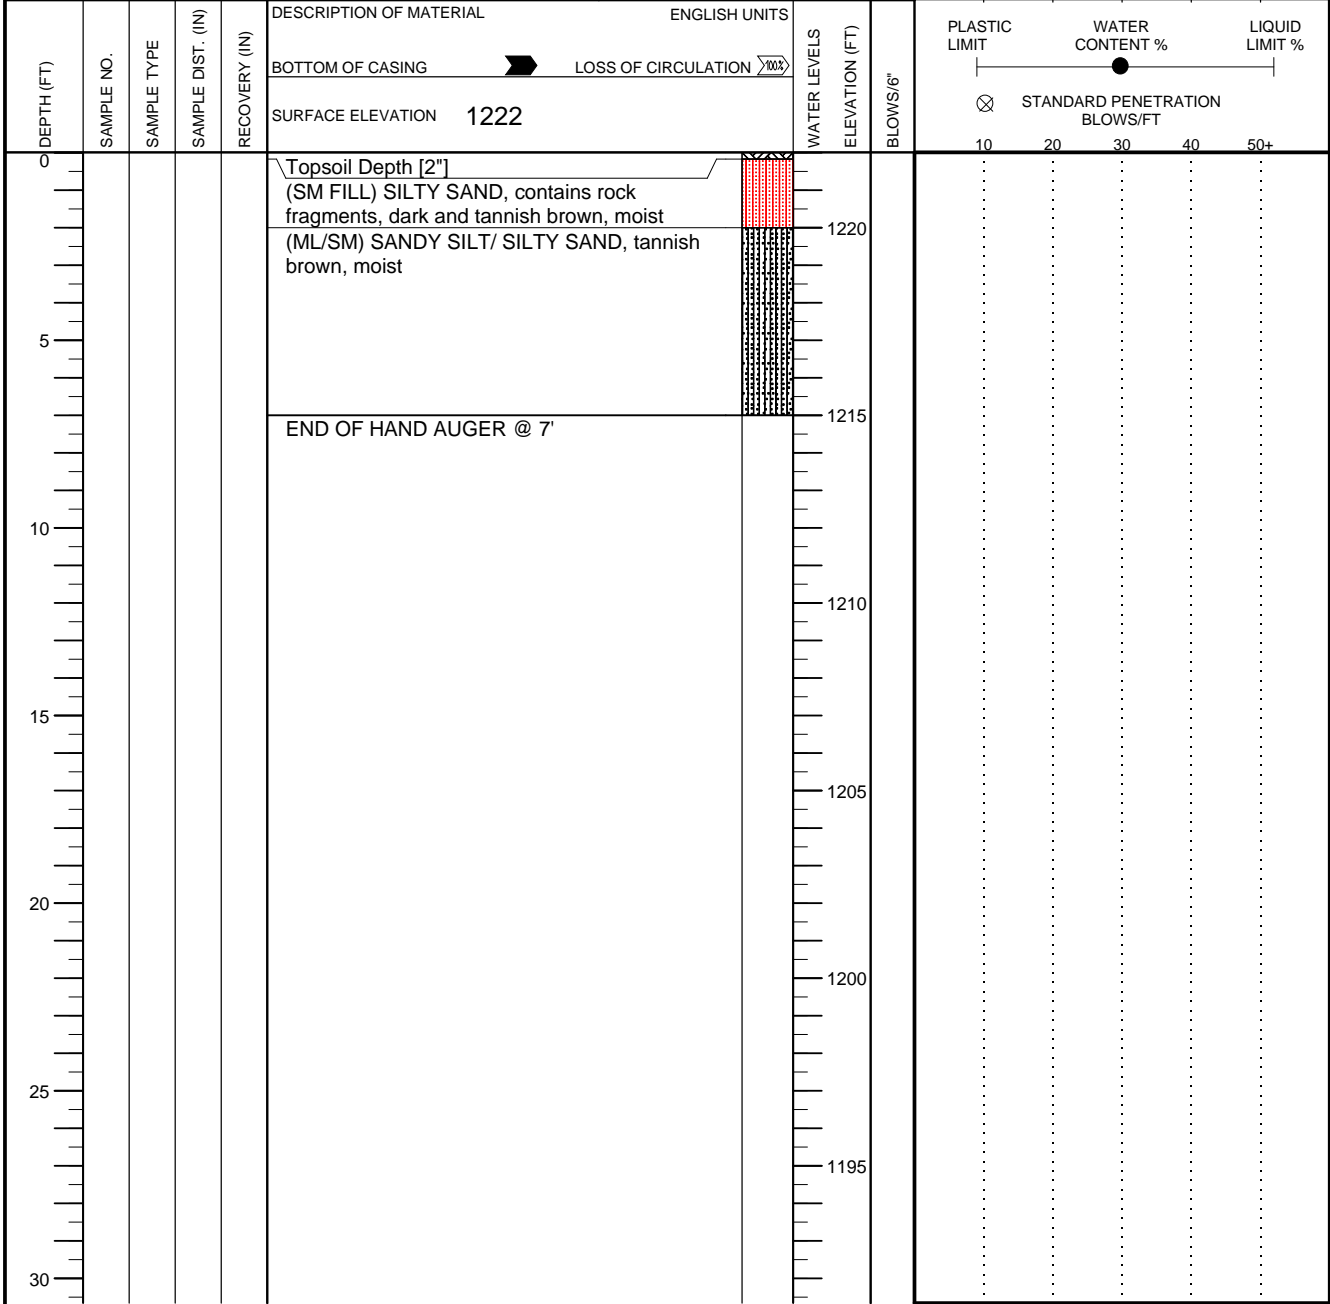 DEPTH (FT)
SAMPLE NO.
SAMPLE TYPE
SAMPLE DIST. (IN)
RECOVERY (IN)
DESCRIPTION OF MATERIAL ENGLISH UNITS
BOTTOM OF CASING LOSS OF CIRCULATION 100%
SURFACE ELEVATION 1222
WATER LEVELS
ELEVATION (FT)
BLOWS/6"
PLASTIC LIMIT
WATER CONTENT %
LIQUID LIMIT %
STANDARD PENETRATION
BLOWS/FT
10 20 30 40 50+
0
Topsoil Depth [2"]
(SM FILL) SILTY SAND, contains rock
fragments, dark and tannish brown, moist
1220
(ML/SM) SANDY SILT/ SILTY SAND, tannish
brown, moist
5
1215
END OF HAND AUGER @ 7'
10
1210
15
1205
20
1200
25
1195
30